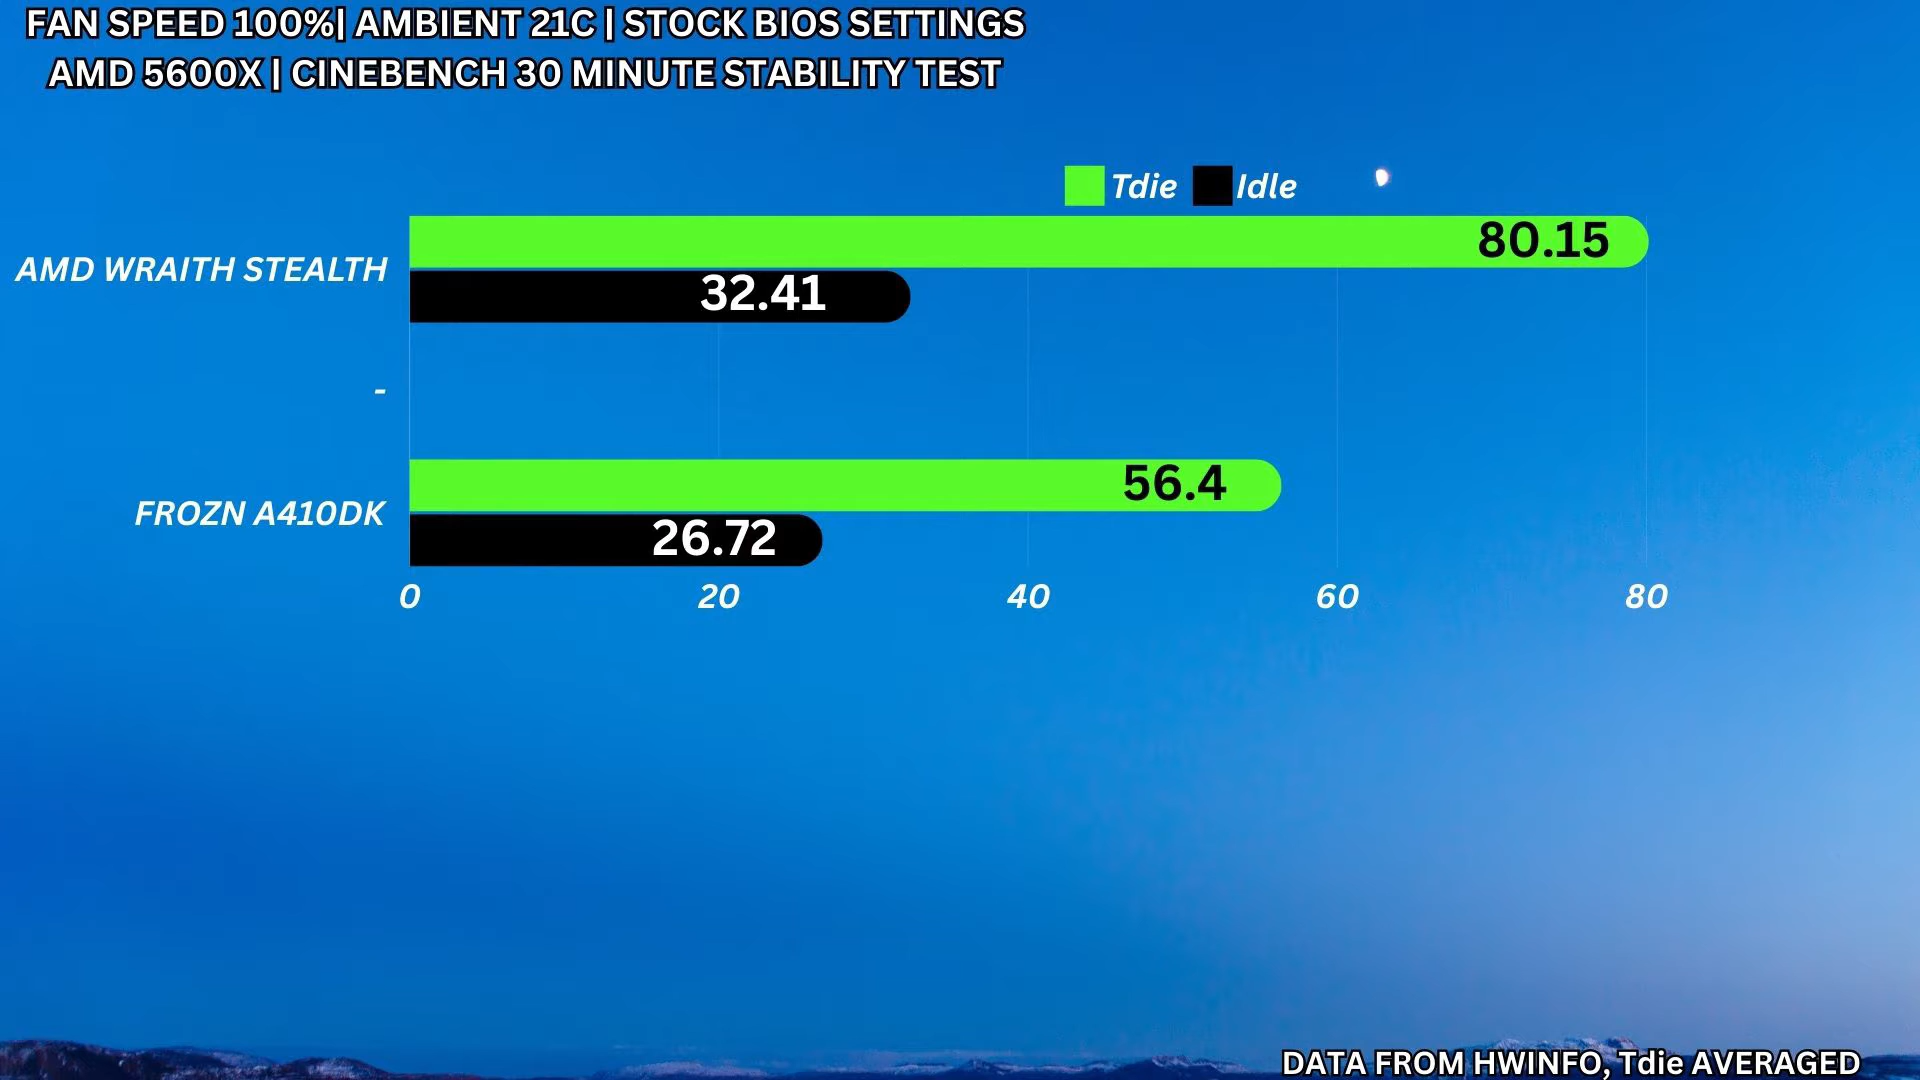 FAN SPEED 100%| AMBIENT 21C | STOCK BIOS SETTINGS
AMD 5600X | CINEBENCH 30 MINUTE STABILITY TEST
Tdie Idle
AMD WRAITH STEALTH
80.15
32.41
-
FROZN A410DK
56.4
26.72
0 20 40 60 80
DATA FROM HWINFO, Tdie AVERAGED